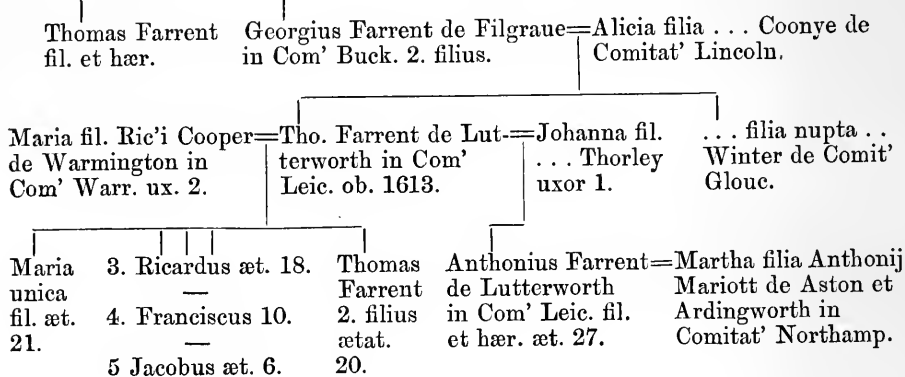 Thomas Farrent
fil. et hær.
Georgius Farrent de Filgraue=Alicia filia . . . Coonye de
in Com' Buck. 2. filius.
Comitat' Lincoln.
Maria fil. Ric'i Cooper=Tho. Farrent de Lut-=Johanna fil.
de Warmington in
Com' Warr. ux. 2.
terworth in Com'
Leic. ob. 1613.
. . . Thorley
uxor 1.
. . . filia nupta . .
Winter de Comit'
Glouc.
Maria
unica
fil. æt.
21.
3. Ricardus æt. 18.
—
4. Franciscus 10.
—
5 Jacobus æt. 6.
Thomas
Farrent
2. filius
ætat.
20.
Anthonius Farrent=Martha filia Anthonij
de Lutterworth
in Com' Leic. fil.
et hær. æt. 27.
Mariott de Aston et
Ardingworth in
Comitat' Northamp.